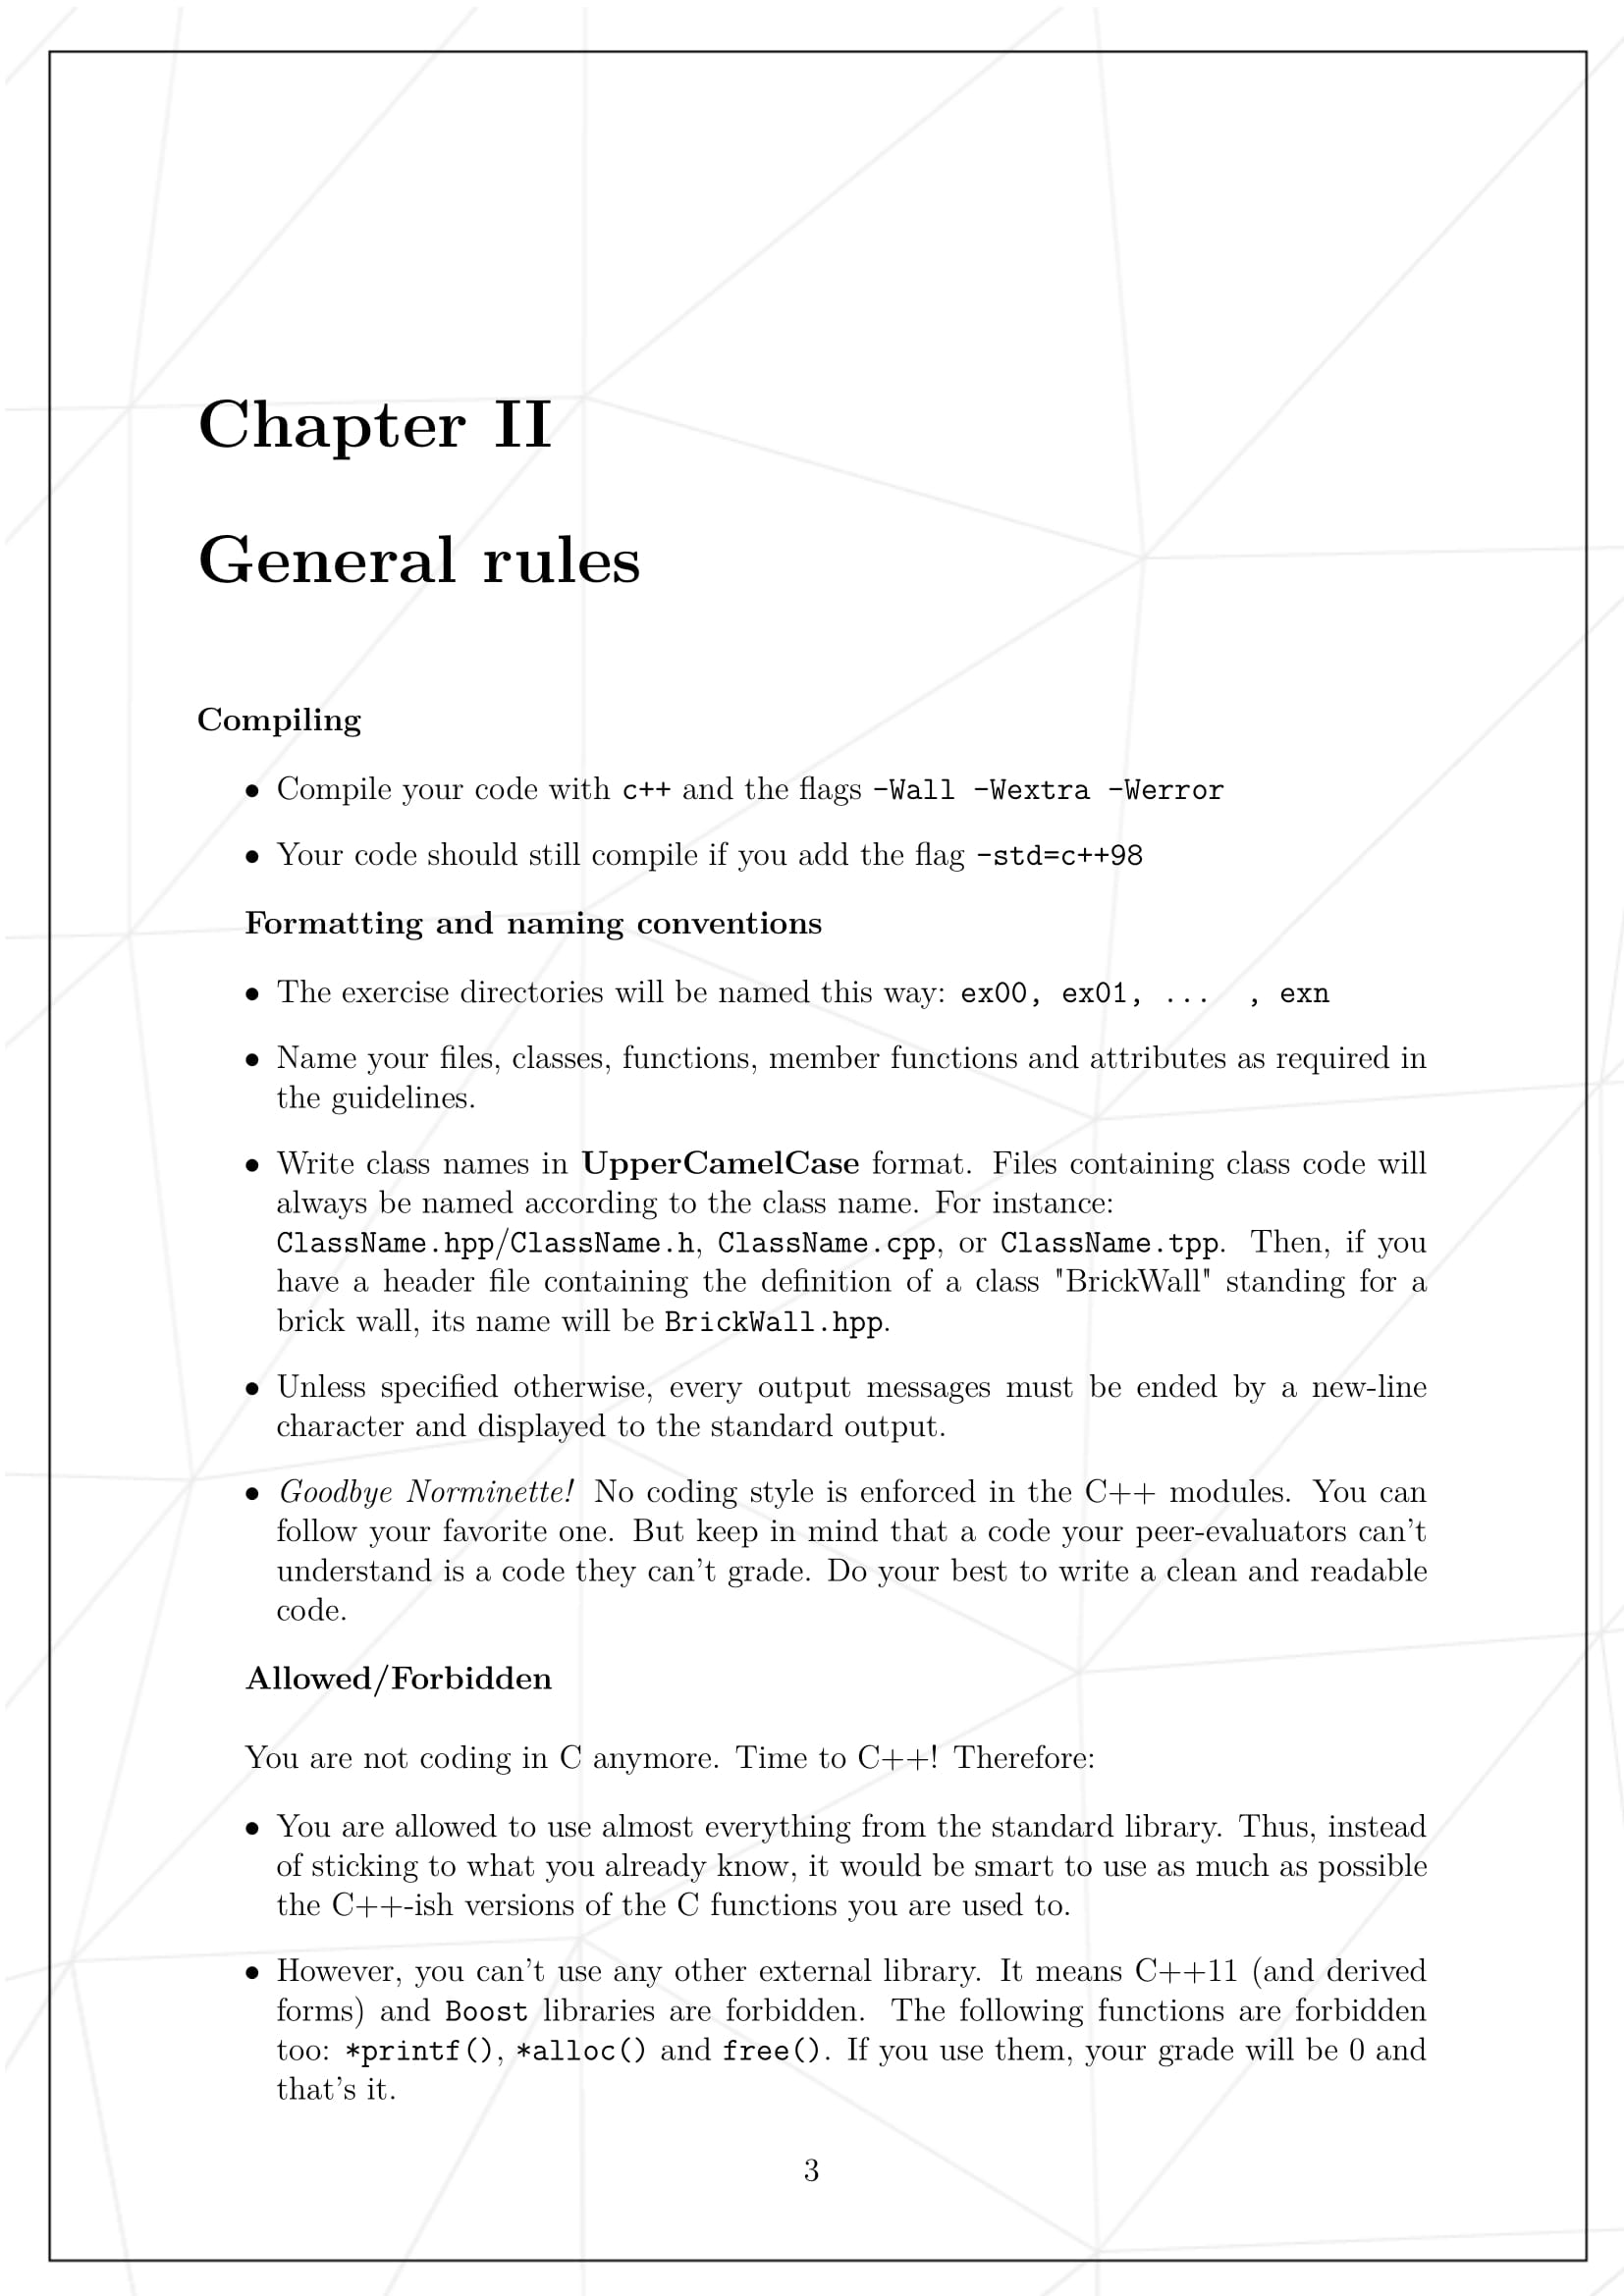 Chapter II
General rules
Compiling
• Compile your code with c++ and the flags -Wall -Wextra -Werror
• Your code should still compile if you add the flag -std=c++98
Formatting and naming conventions
• The exercise directories will be named this way: ex00, ex01, ... , exn
• Name your files, classes, functions, member functions and attributes as required in
the guidelines.
• Write class names in UpperCamelCase format. Files containing class code will
always be named according to the class name. For instance:
ClassName.hpp/ClassName.h, ClassName.cpp, or ClassName.tpp. Then, if you
have a header file containing the definition of a class "BrickWall" standing for a
brick wall, its name will be BrickWall.hpp.
• Unless specified otherwise, every output messages must be ended by a new-line
character and displayed to the standard output.
• Goodbye Norminette! No coding style is enforced in the C++ modules. You can
follow your favorite one. But keep in mind that a code your peer-evaluators can't
understand is a code they can't grade. Do your best to write a clean and readable
code.
Allowed/Forbidden
You are not coding in C anymore. Time to C++! Therefore:
• You are allowed to use almost everything from the standard library. Thus, instead
of sticking to what you already know, it would be smart to use as much as possible
the C++-ish versions of the C functions you are used to.
• However, you can't use any other external library. It means C++11 (and derived
forms) and Boost libraries are forbidden. The following functions are forbidden
too: *printf(), *alloc() and free(). If you use them, your grade will be 0 and
that's it.
3